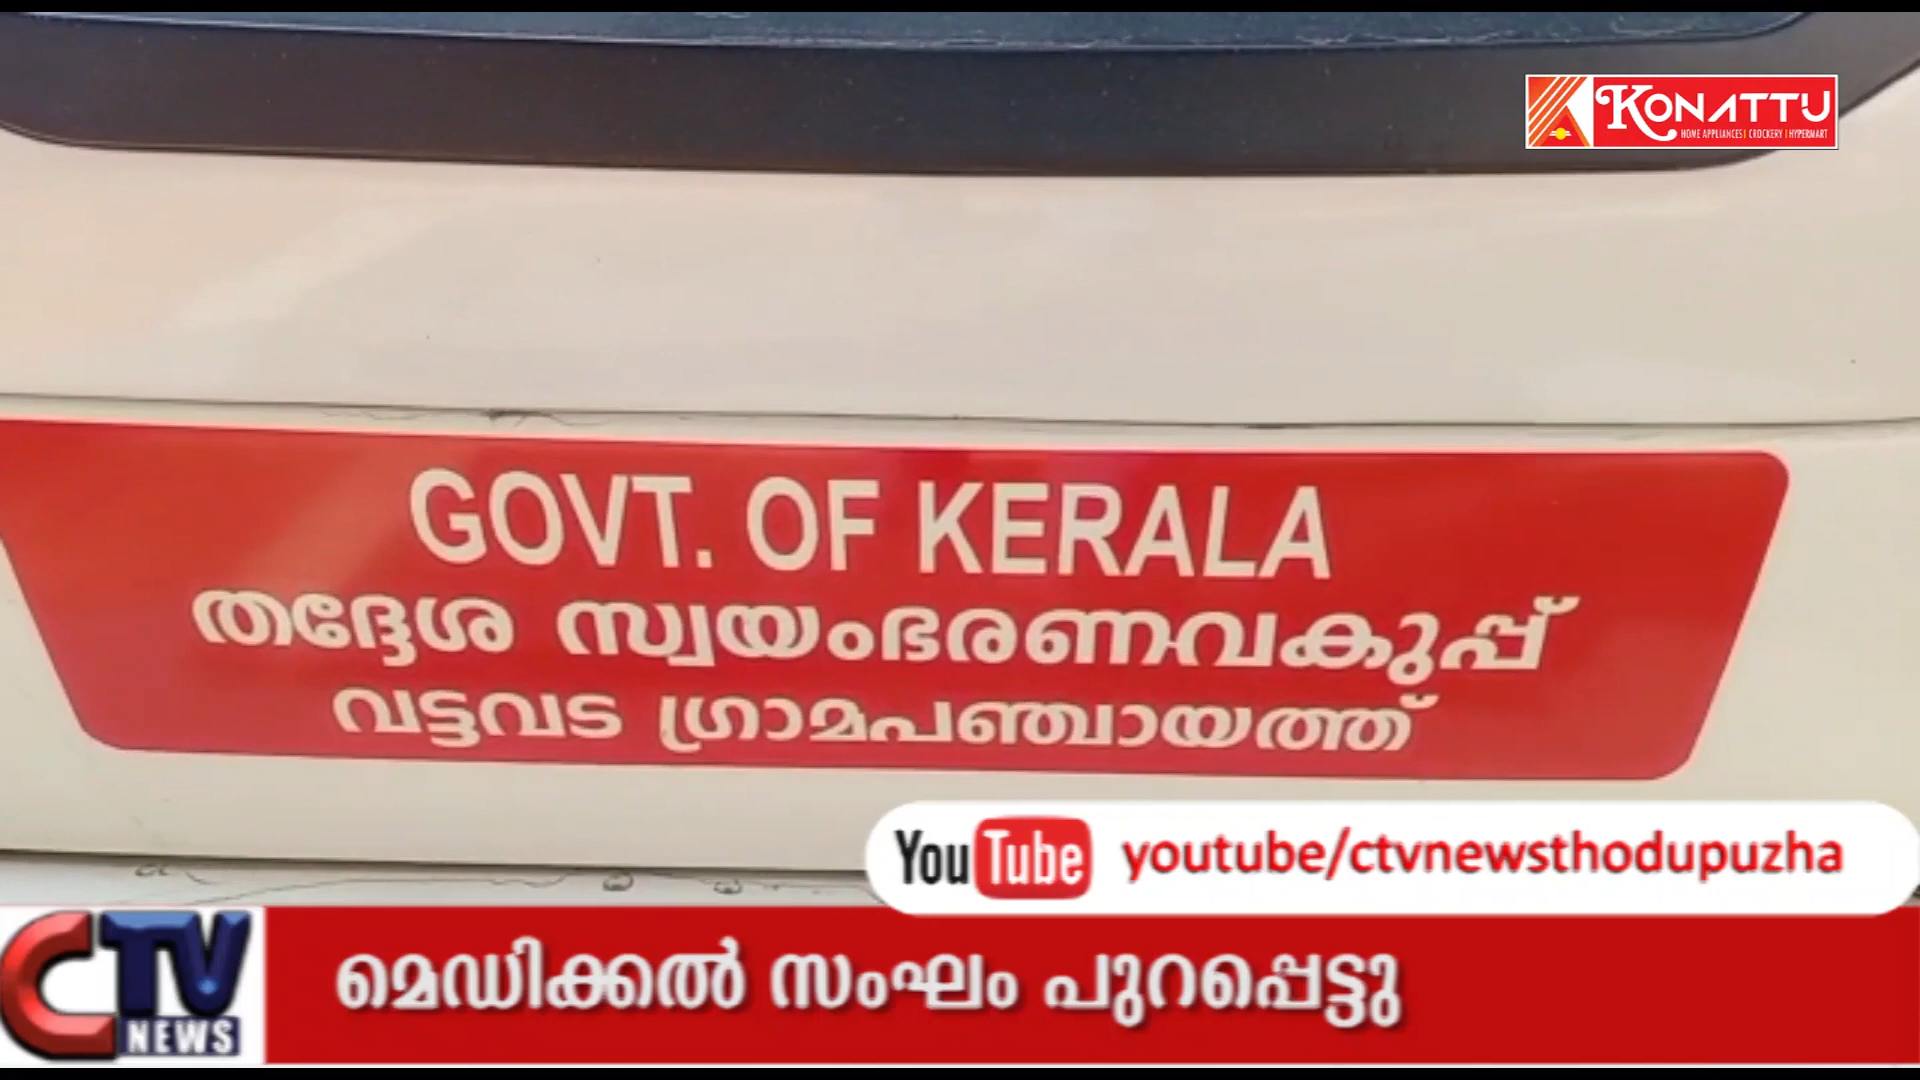 KONATTU
HOME APPLIANCES | CROCKERY | HYPERMART
GOVT. OF KERALA
തദ്ദേശ സ്വയംഭരണവകുപ്പ്
വട്ടവട ഗ്രാമപഞ്ചായത്ത്
YouTube youtube/ctvnewsthodupuzha
CTV NEWS
മെഡിക്കൽ സംഘം പുറപ്പെട്ടു